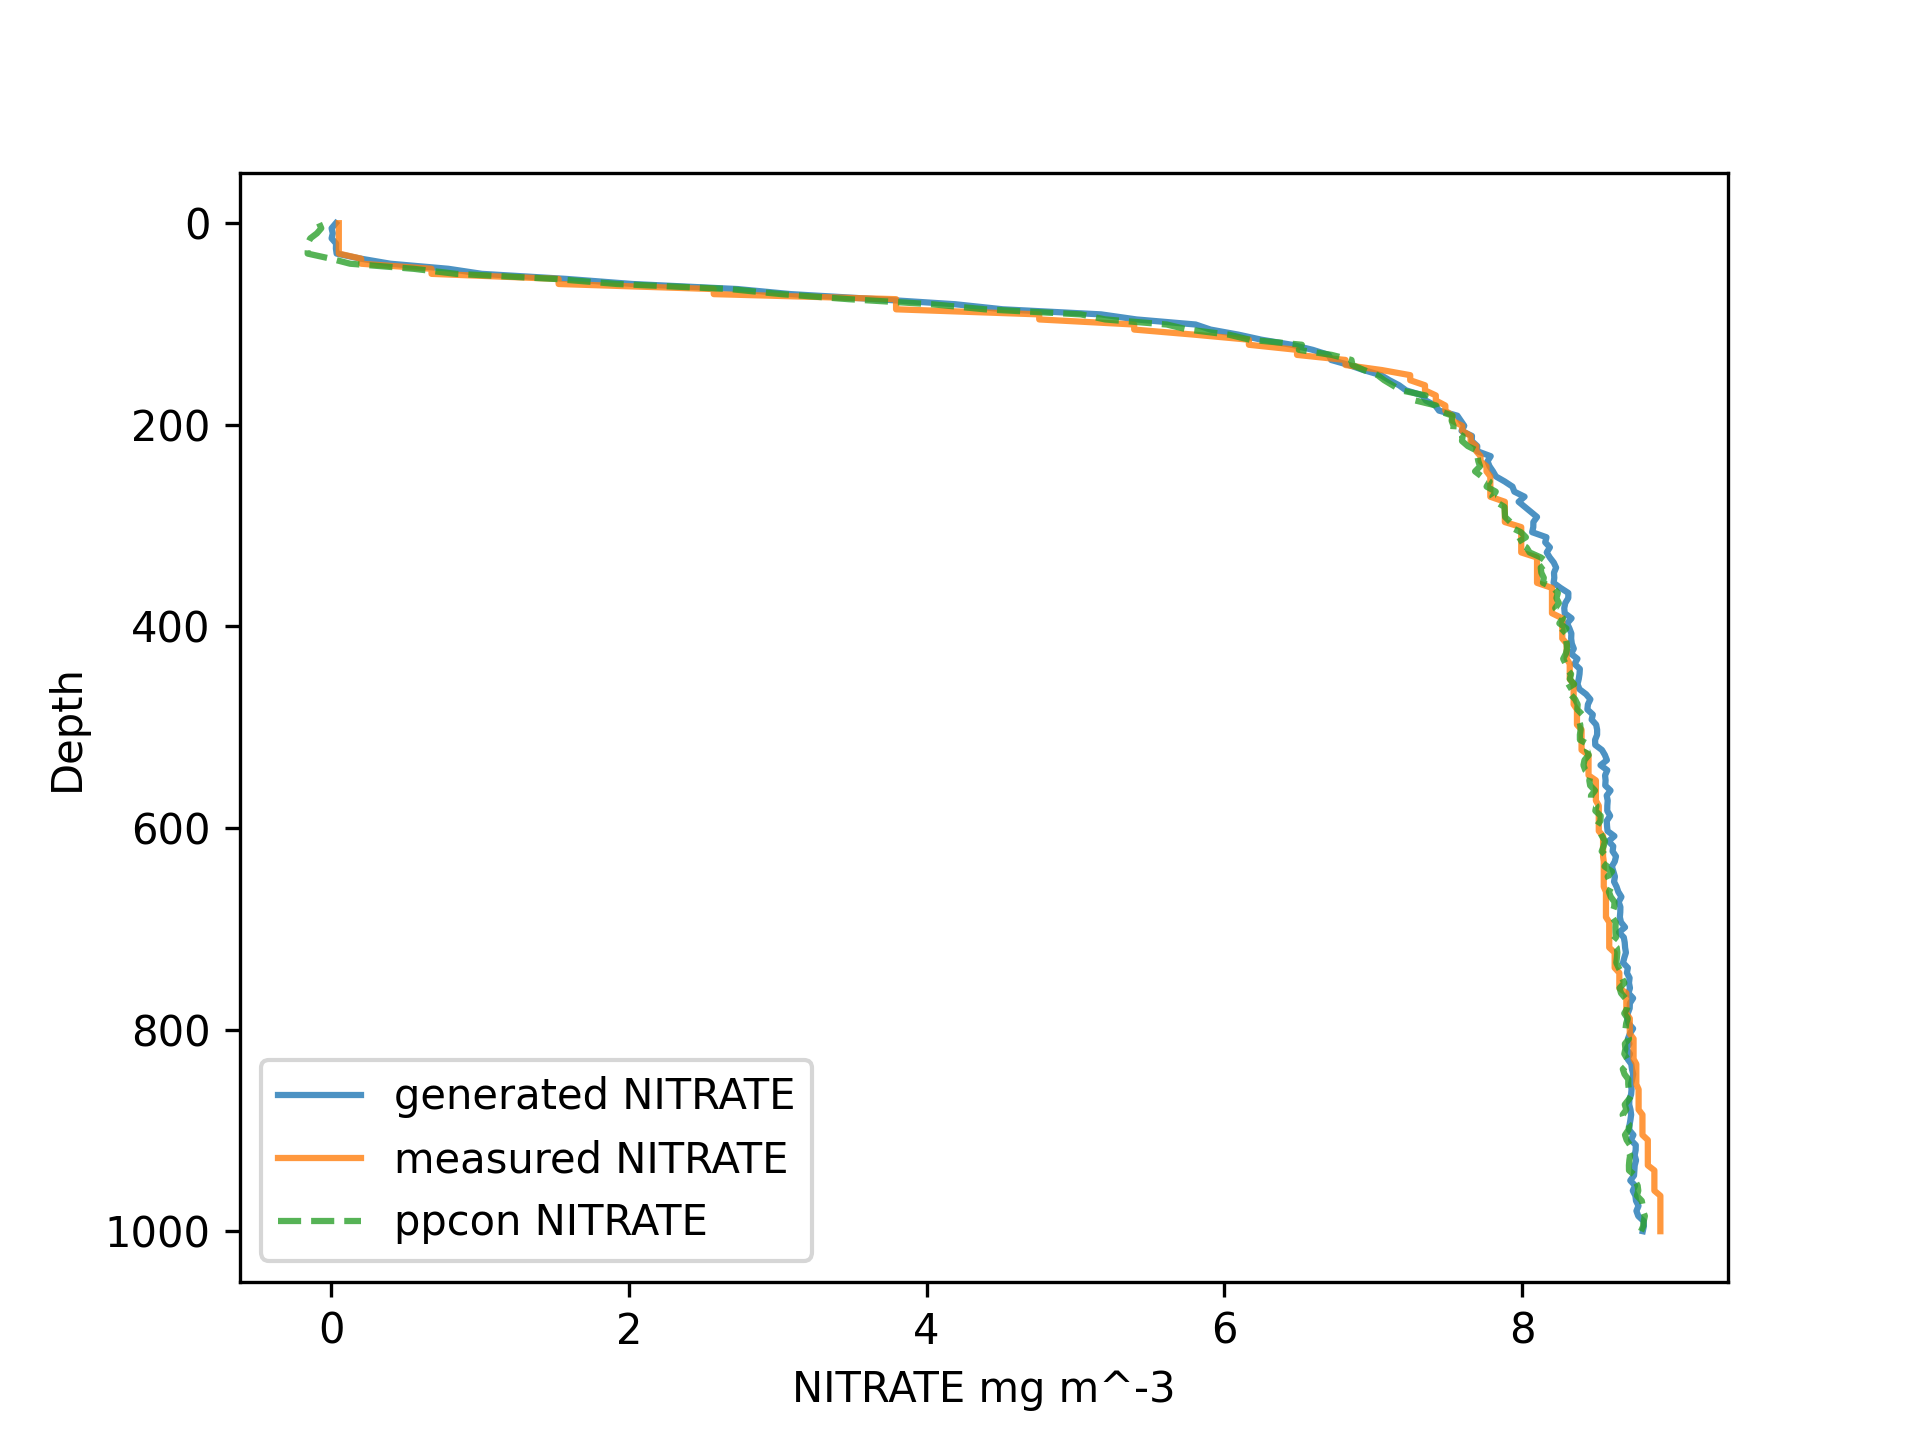 0
200
400
600
800
1000
Depth
generated NITRATE
measured NITRATE
ppcon NITRATE
0 2 4 6 8
NITRATE mg m^-3